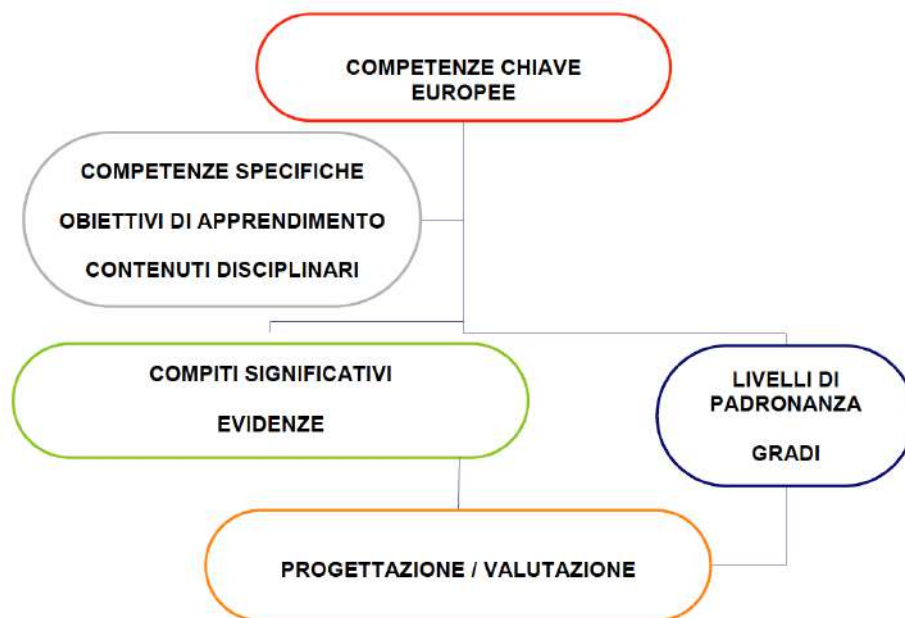 COMPETENZE CHIAVE
EUROPEE
COMPETENZE SPECIFICHE
OBIETTIVI DI APPRENDIMENTO
CONTENUTI DISCIPLINARI
COMPITI SIGNIFICATIVI
EVIDENZE
LIVELLI DI
PADRONANZA
GRADI
PROGETTAZIONE / VALUTAZIONE